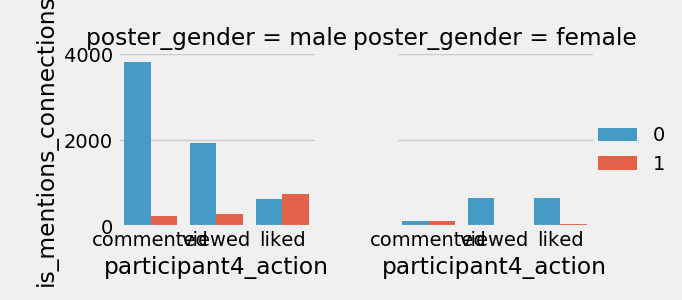 poster_gender = male poster_gender = female
is_mentions_connections
4000
2000
0
commented viewed liked
commented viewed liked
participant4_action
participant4_action
0
1